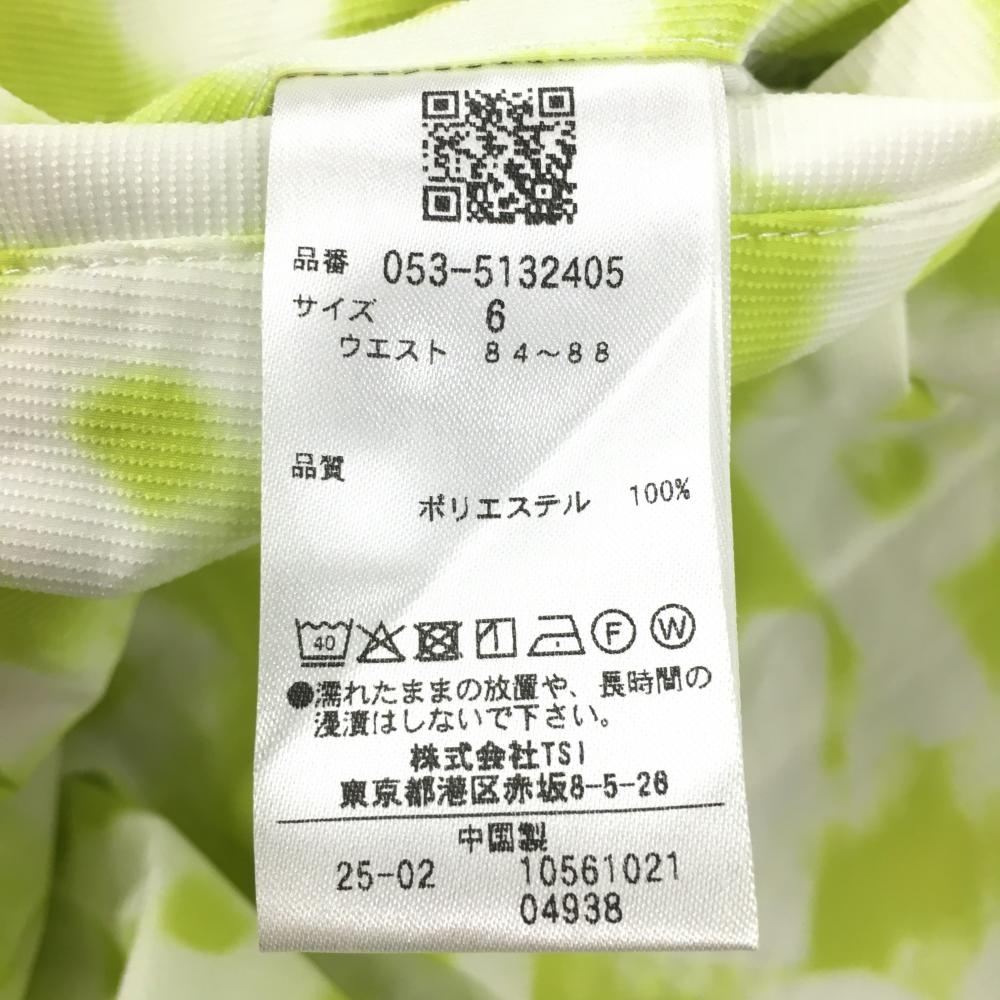 品番 053-5132405
サイズ 6
ウエスト 84～88
品質
ポリエステル 100%
40 F W
●濡れたままの放置や、長時間の
浸漬はしないで下さい。
株式会社TSI
東京都港区赤坂8-5-28
中国製
25-02 10561021
04938